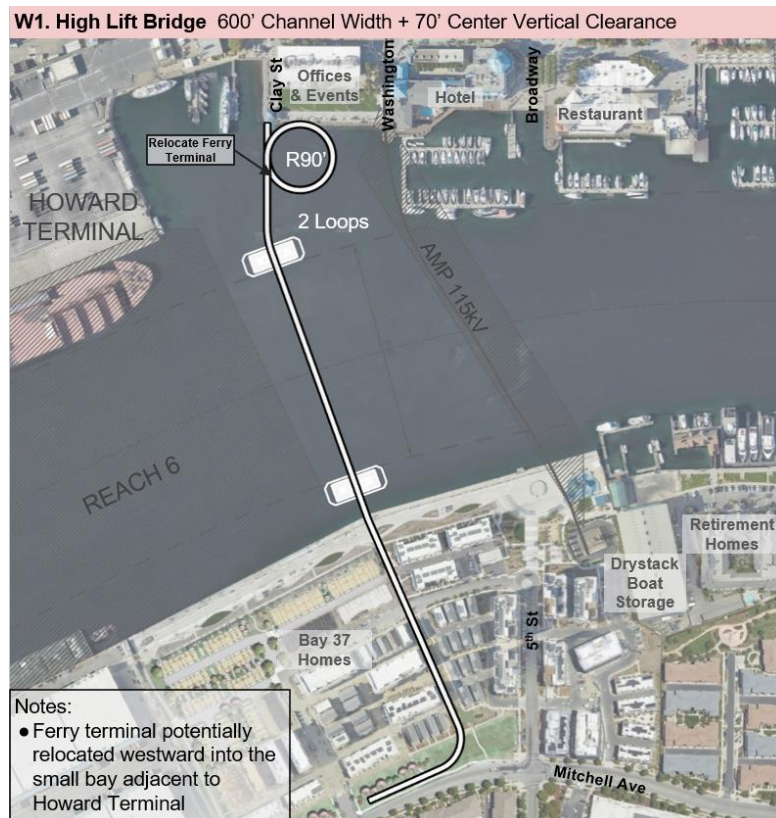 W1. High Lift Bridge 600' Channel Width + 70' Center Vertical Clearance
Clay St
Offices
& Events
Washington
Hotel
Broadway
Restaurant
Relocate Ferry
Terminal
R90'
HOWARD
TERMINAL
2 Loops
AMP 115kV
REACH 6
Retirement
Homes
Drystack
Boat
Storage
5th St
Bay 37
Homes
Mitchell Ave
Notes:
● Ferry terminal potentially
relocated westward into the
small bay adjacent to
Howard Terminal